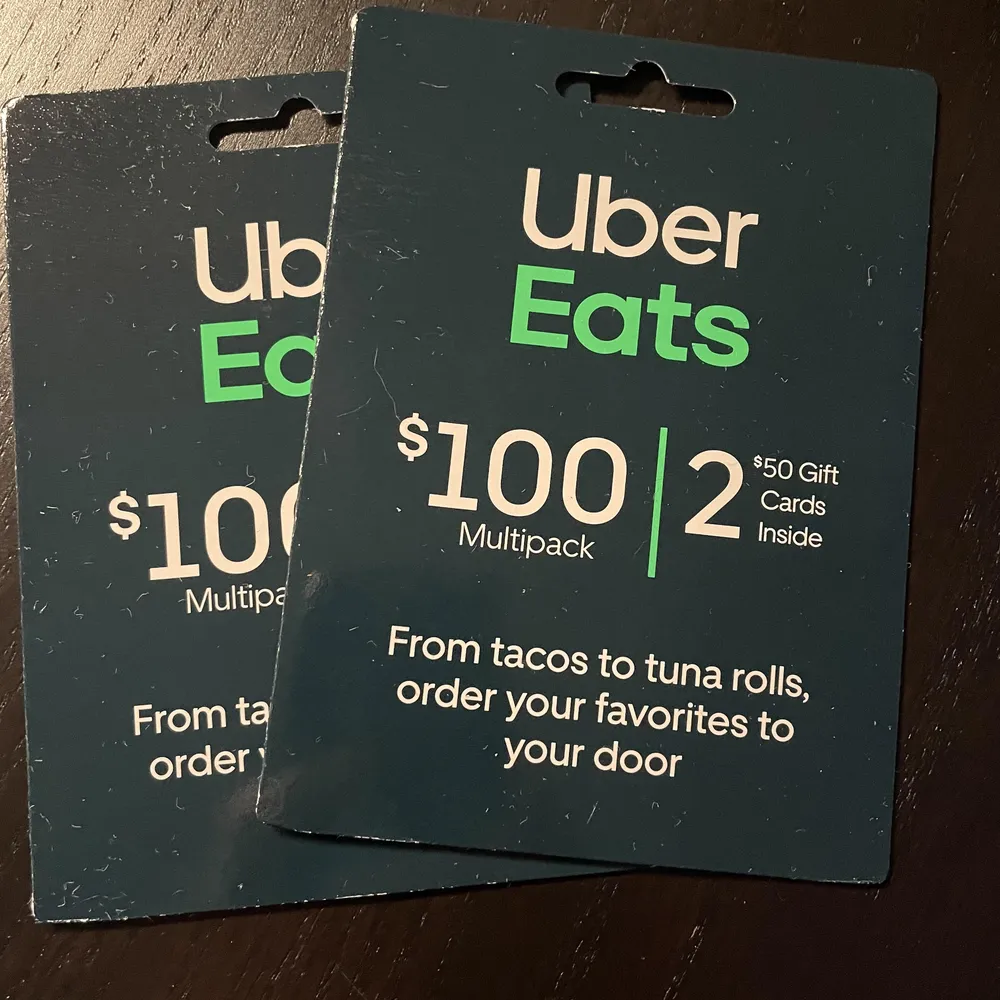 Uber
Eats
$100
Multipack
2
$50 Gift
Cards
Inside
From tacos to tuna rolls,
order your favorites to
your door
Ub
Ea
$100
Multipa
From ta
order